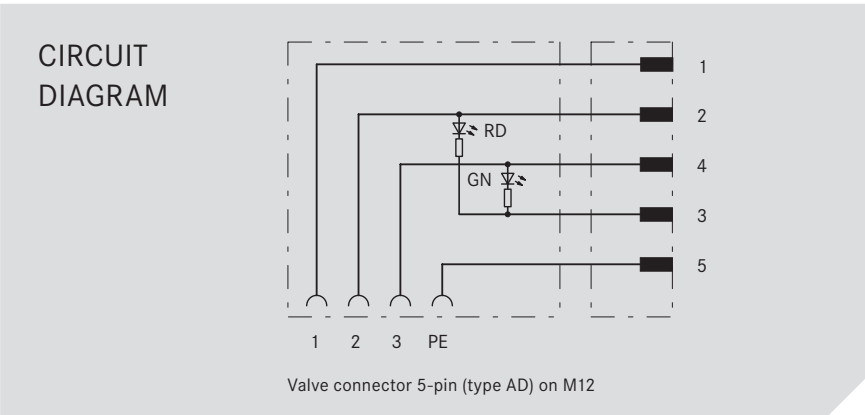 CIRCUIT
DIAGRAM
1
2
RD
4
GN
3
5
1 2 3 PE
Valve connector 5-pin (type AD) on M12